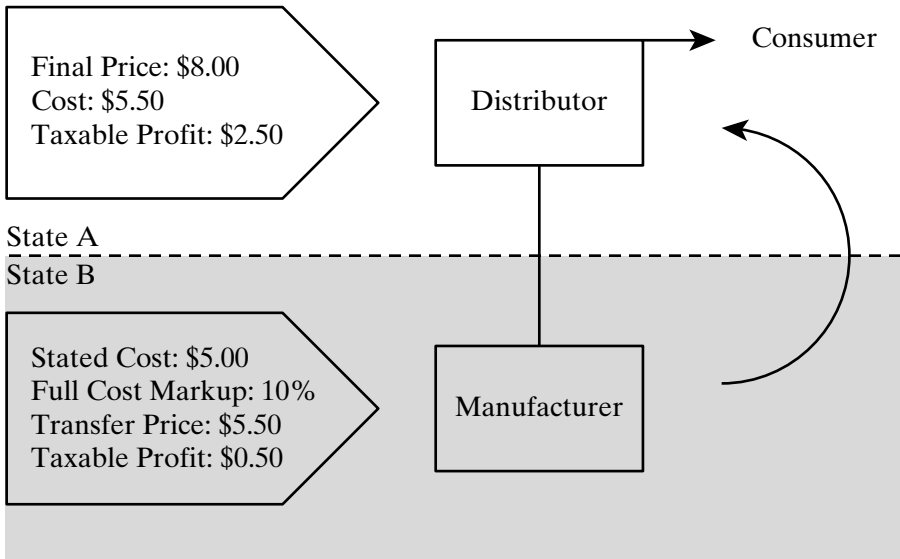 Final Price: $8.00
Cost: $5.50
Taxable Profit: $2.50
Distributor
Consumer
State A
State B
Stated Cost: $5.00
Full Cost Markup: 10%
Transfer Price: $5.50
Taxable Profit: $0.50
Manufacturer